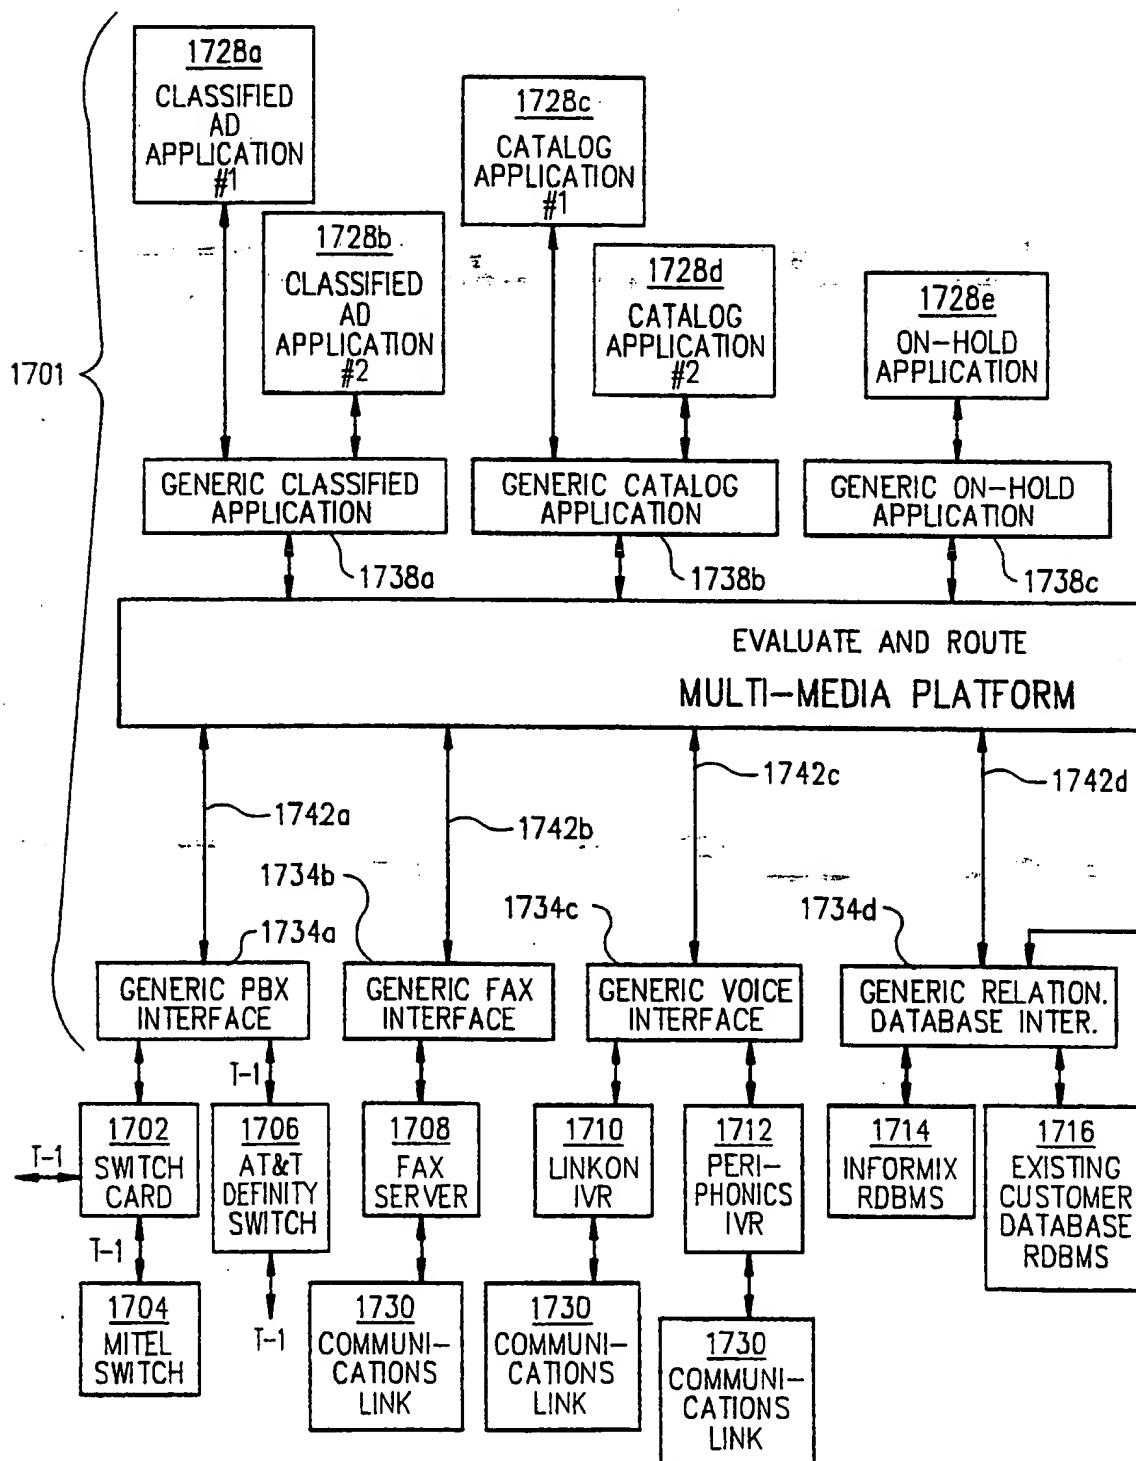 1728a
CLASSIFIED
AD
APPLICATION
#1
1728c
CATALOG
APPLICATION
#1
1728b
CLASSIFIED
AD
APPLICATION
#2
1728d
CATALOG
APPLICATION
#2
1728e
ON-HOLD
APPLICATION
1701
GENERIC CLASSIFIED
APPLICATION
GENERIC CATALOG
APPLICATION
GENERIC ON-HOLD
APPLICATION
1738a
1738b
1738c
EVALUATE AND ROUTE
MULTI-MEDIA PLATFORM
1742a
1742b
1742c
1742d
1734a
1734b
1734c
1734d
GENERIC PBX
INTERFACE
GENERIC FAX
INTERFACE
GENERIC VOICE
INTERFACE
GENERIC RELATION.
DATABASE INTER.
T-1
T-1
1702
SWITCH
CARD
1706
AT&T
DEFINITY
SWITCH
1708
FAX
SERVER
1710
LINKON
IVR
1712
PERI-
PHONICS
IVR
1714
INFORMIX
RDBMS
1716
EXISTING
CUSTOMER
DATABASE
RDBMS
T-1
1704
MITEL
SWITCH
T-1
1730
COMMUNI-
CATIONS
LINK
1730
COMMUNI-
CATIONS
LINK
1730
COMMUNI-
CATIONS
LINK